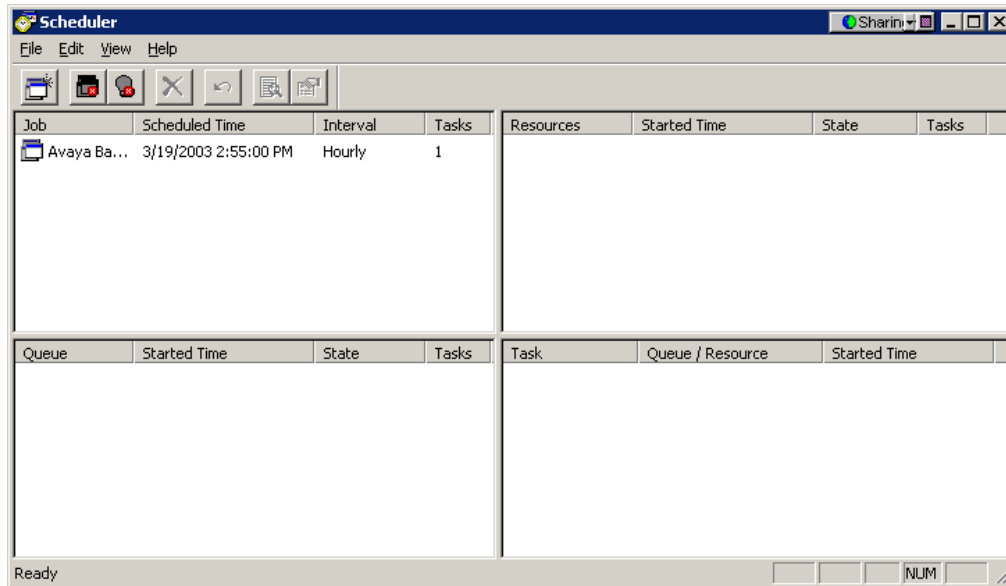 Scheduler
Sharin
File Edit View Help
Job Scheduled Time Interval Tasks
Avaya Ba... 3/19/2003 2:55:00 PM Hourly 1
Resources Started Time State Tasks
Queue Started Time State Tasks
Task Queue / Resource Started Time
Ready
NUM